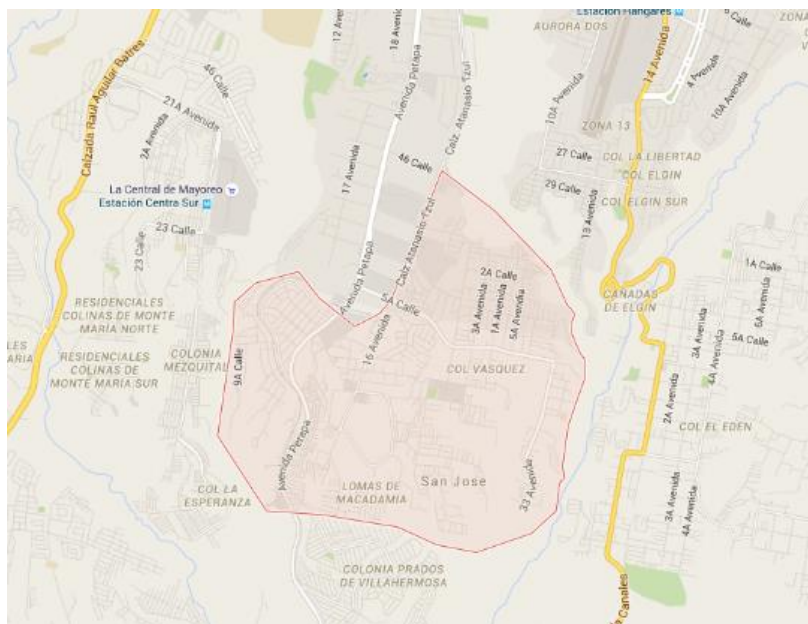 Estación Hangares
ZONA
AURORA DOS
12 Avenida
18 Avenida
14 Avenida
4 Avenida
46 Calle
Calzada Raul Aguilar Batres
Avenida Petapa
Calz. Atanasio Tzul
10A Avenida
21A Avenida
10A Avenida
ZONA 13
2A Avenida
46 Calle
27 Calle
COL LA LIBERTAD
COL ELGIN
La Central de Mayoreo
Estación Centra Sur
17 Avenida
29 Calle
COL ELGIN SUR
23 Calle
13 Avenida
23 Calle
Calz Atanasio Tzul
2A Calle
1A Calle
RESIDENCIALES
COLINAS DE MONTE
MARÍA NORTE
Avenida Petapa
5A Calle
3A Avenida
1A Avenida
5A Avenida
CAÑADAS
DE ELGIN
6A Avenida
5A Calle
LES
ARIA
RESIDENCIALES
COLINAS DE
MONTE MARÍA SUR
COLONIA
MEZQUITAL
9A Calle
16 Avenida
COL VASQUEZ
3A Avenida
4A Avenida
2A Avenida
COL EL EDEN
Avenida Petapa
COL LA
ESPERANZA
LOMAS DE
MACADAMIA
San Jose
33 Avenida
3A Avenida
4A Avenida
COLONIA PRADOS
DE VILLAHERMOSA
a Canales